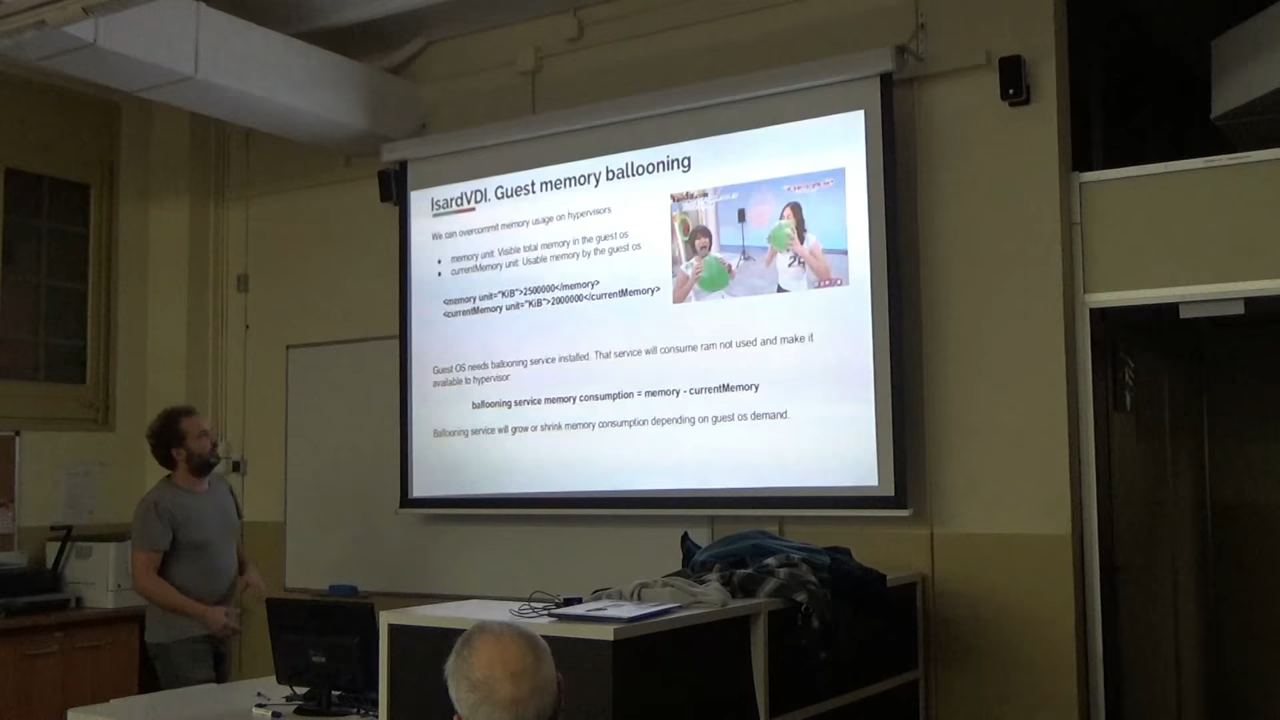 IsardVDI. Guest memory ballooning
We can overcommit memory usage on hypervisors
memory unit: Visible total memory in the guest os
currentMemory unit: Usable memory by the guest os
<memory unit="KiB">2500000</memory>
<currentMemory unit="KiB">2000000</currentMemory>
Guest OS needs ballooning service installed. That service will consume ram not used and make it
available to hypervisor:
ballooning service memory consumption = memory - currentMemory
Ballooning service will grow or shrink memory consumption depending on guest os demand.